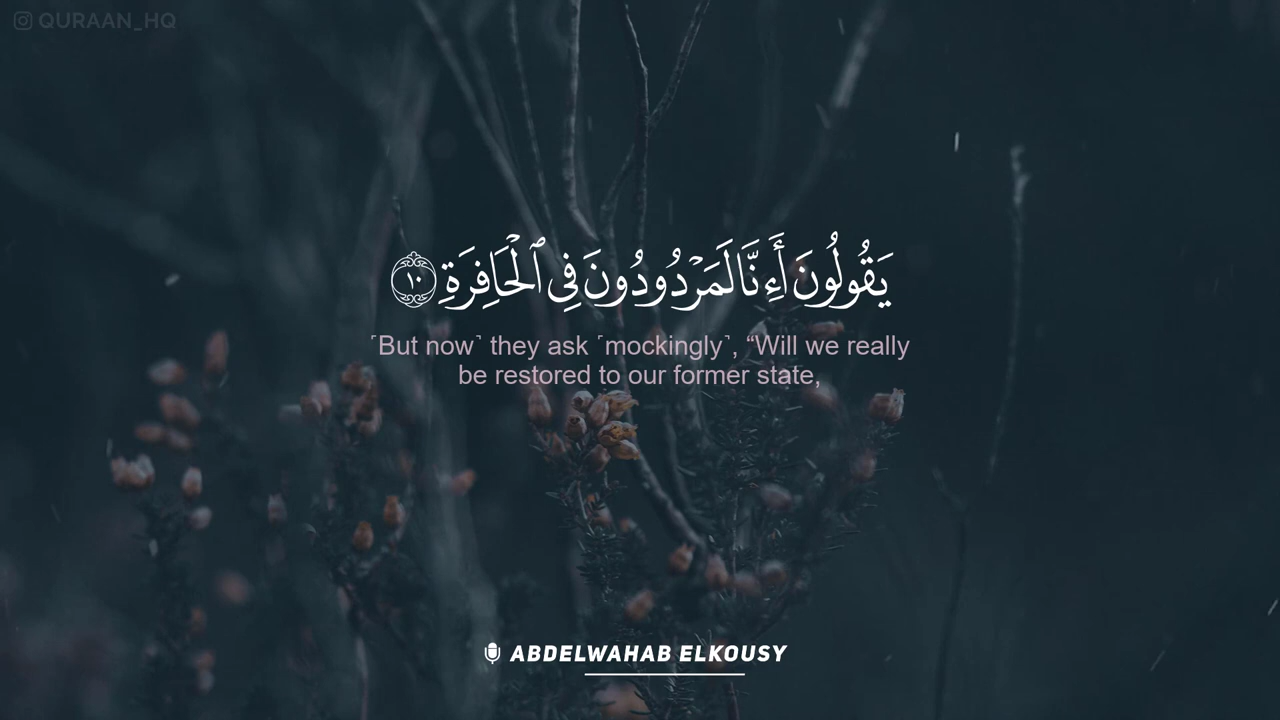 QURAAN_HQ
يَقُولُونَ أَءِنَّا لَمَرْدُودُونَ فِى ٱلْحَافِرَةِ ١٠
⸢But now⸣ they ask ⸢mockingly⸣, “Will we really
be restored to our former state,
ABDELWAHAB ELKOUSY